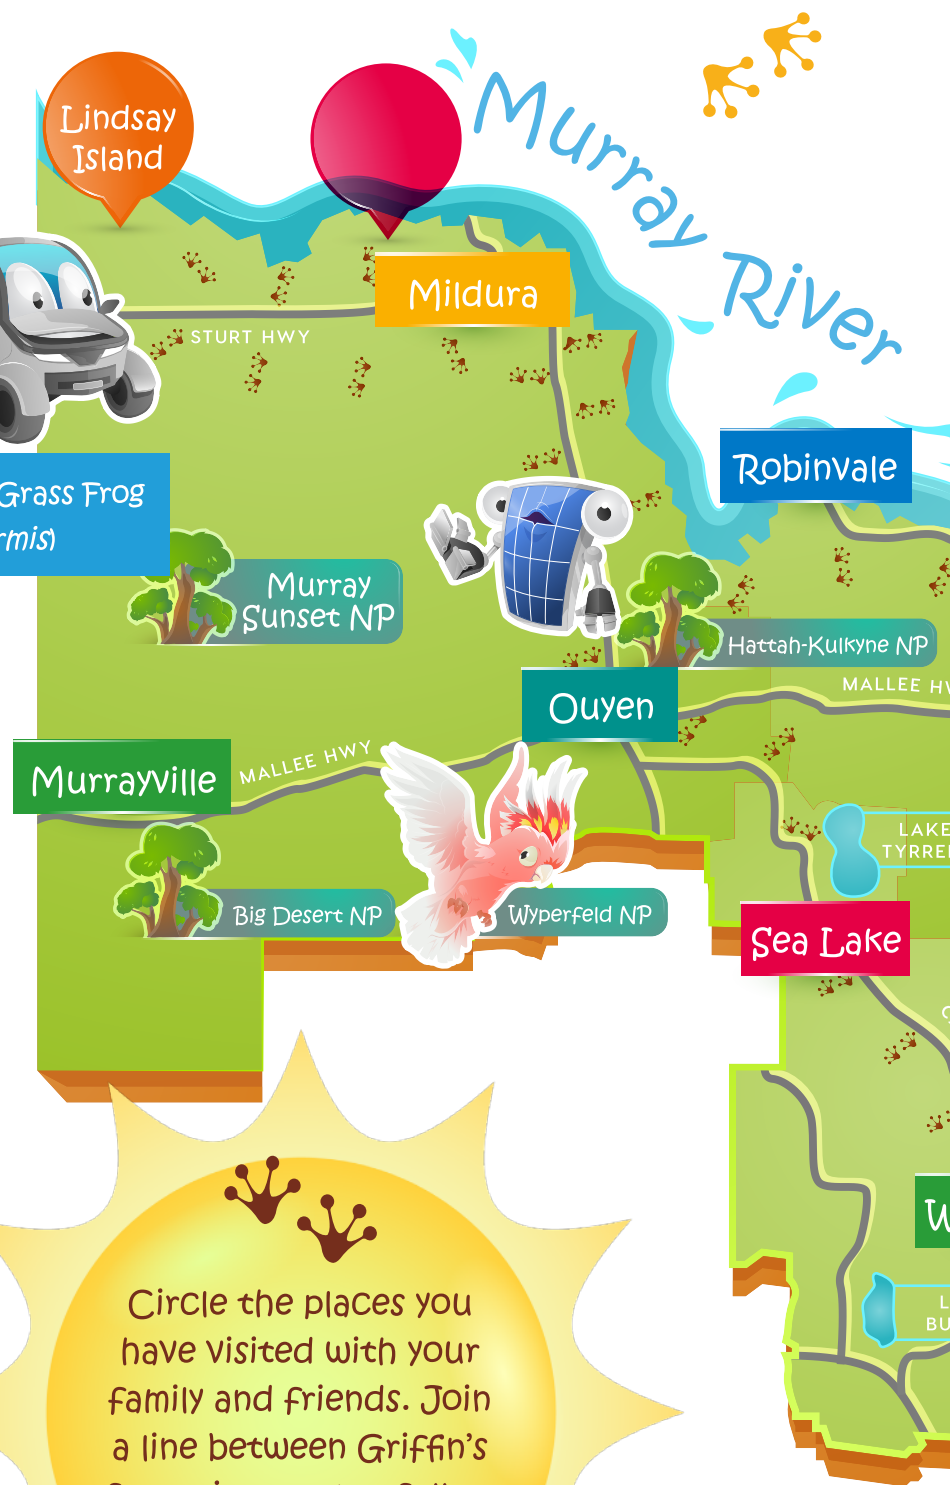 Lindsay
Island
Murray River
Mildura
STURT HWY
Robinvale
Grass Frog
Murray
Sunset NP
Hattah-Kulkyne NP
MALLEE
Ouyen
MALLEE HWY
Murrayville
LAKE
Big Desert NP
Wyperfeld NP
Sea Lake
Circle the places you
have visited with your
family and friends. Join
a line between Griffin's